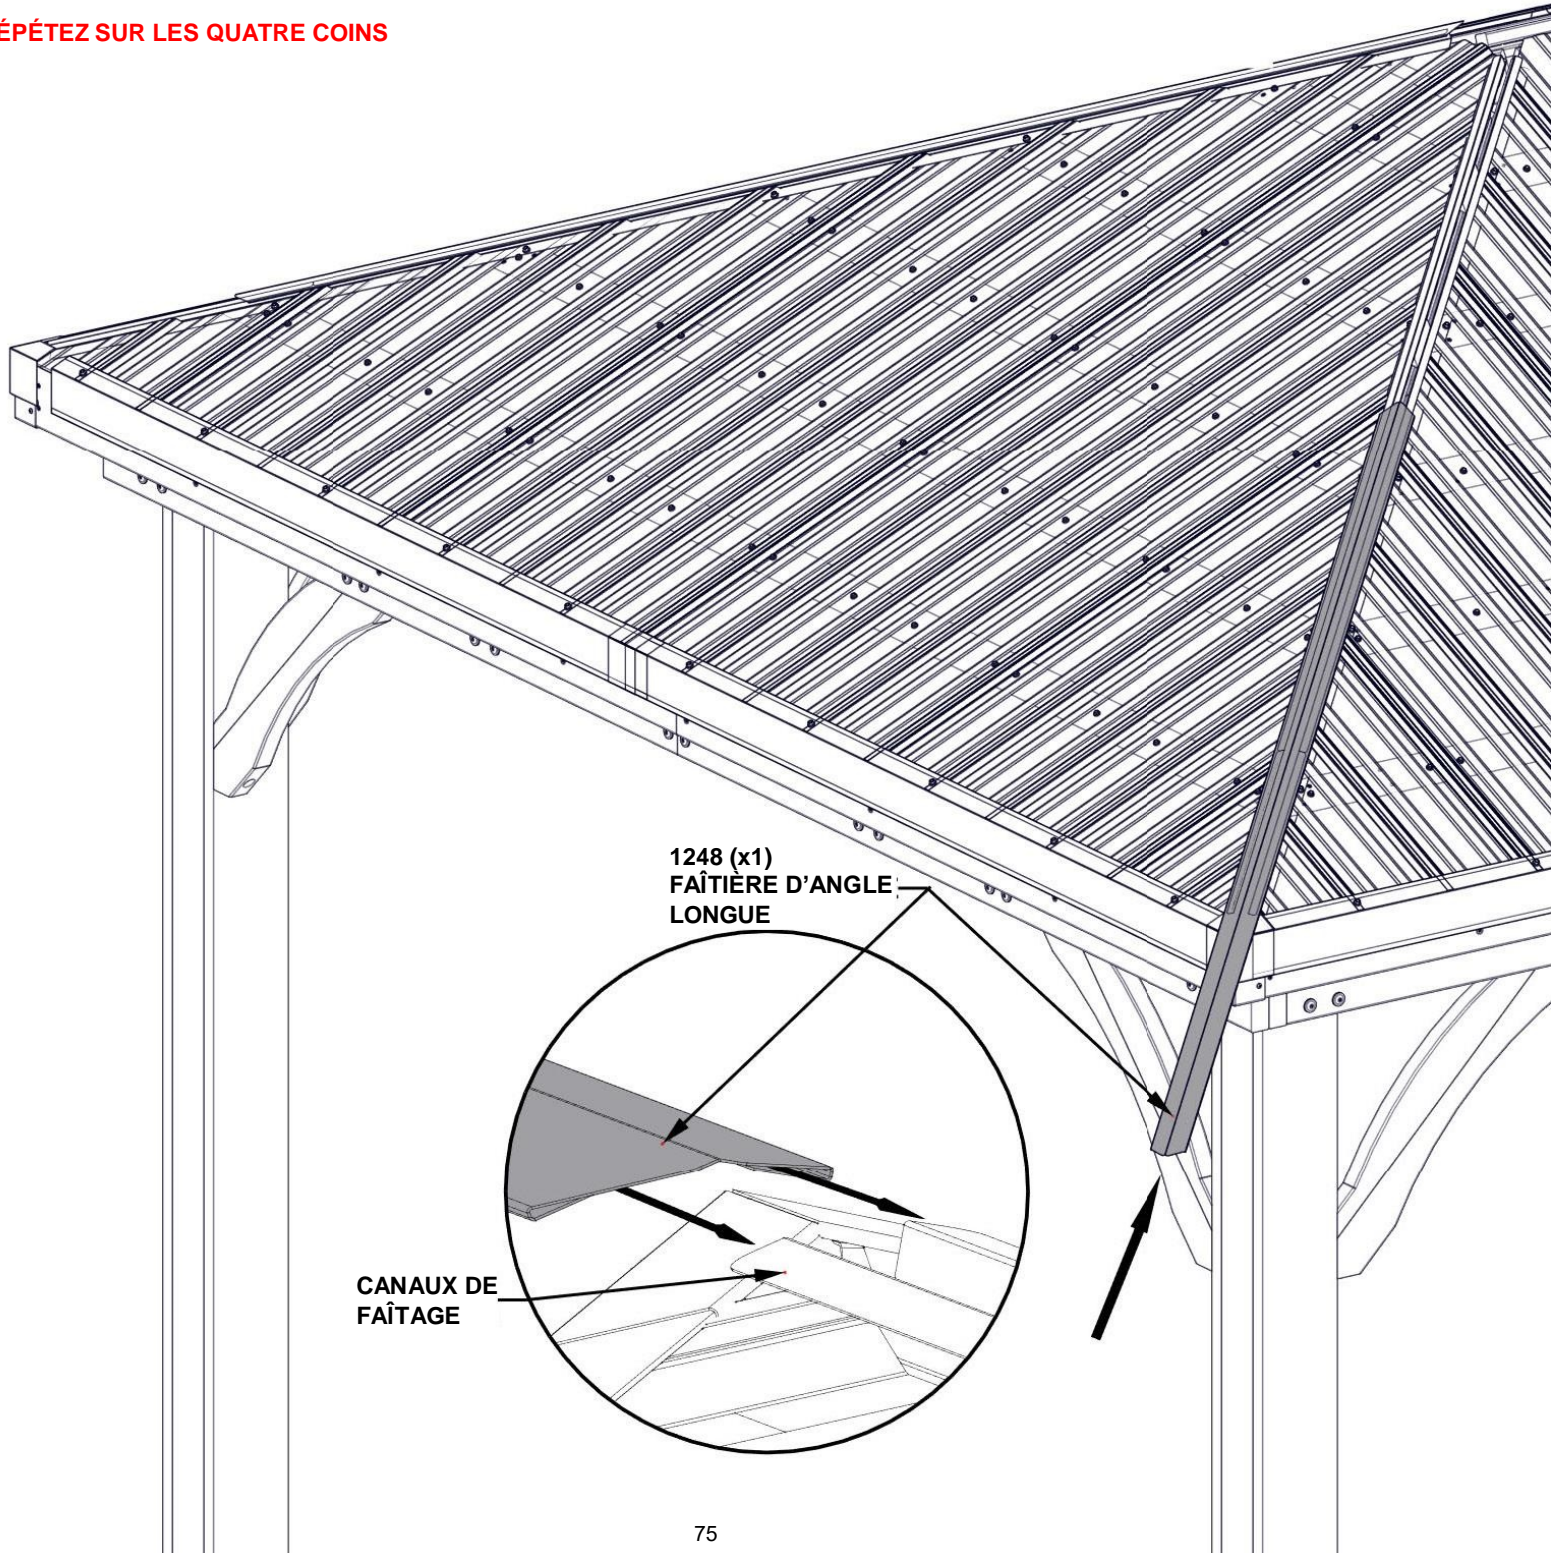 ÉPÉTEZ SUR LES QUATRE COINS
1248 (x1)
FAÎTIÈRE D’ANGLE
LONGUE
CANAUX DE
FAÎTAGE
75